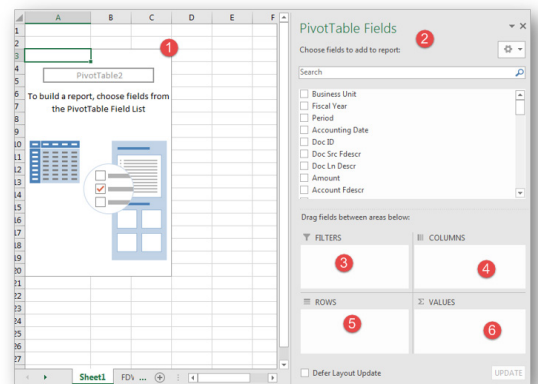 A B C D E F
1
1
2
3
4
PivotTable2
5
6
To build a report, choose fields from
7
the PivotTable Field List
8
9
10
11
12
13
14
15
16
17
18
19
20
21
22
23
24
25
26
27
Sheet1 FDV ...
PivotTable Fields
2
Choose fields to add to report:
Search
Business Unit
Fiscal Year
Period
Accounting Date
Doc ID
Doc Src Fdescr
Doc Ln Descr
Amount
Account Fdescr
Drag fields between areas below:
FILTERS
COLUMNS
3
4
ROWS
Σ VALUES
5
6
Defer Layout Update
UPDATE